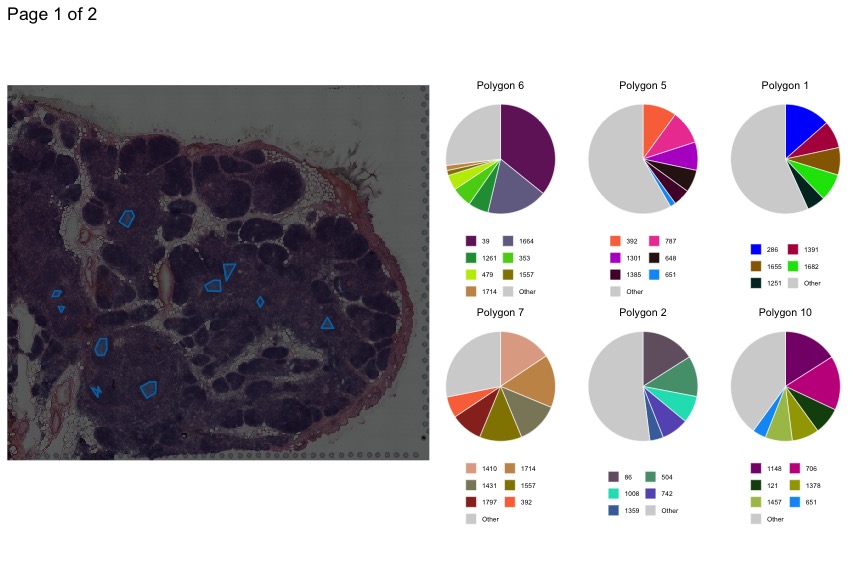 Page 1 of 2
Polygon 6
39 1664
1261 353
479 1557
1714 Other
Polygon 5
392 787
1301 648
1385 651
Other
Polygon 1
286 1391
1655 1682
1251 Other
Polygon 7
1410 1714
1431 1557
1797 392
Other
Polygon 2
86 504
1008 742
1359 Other
Polygon 10
1148 706
121 1378
1457 651
Other